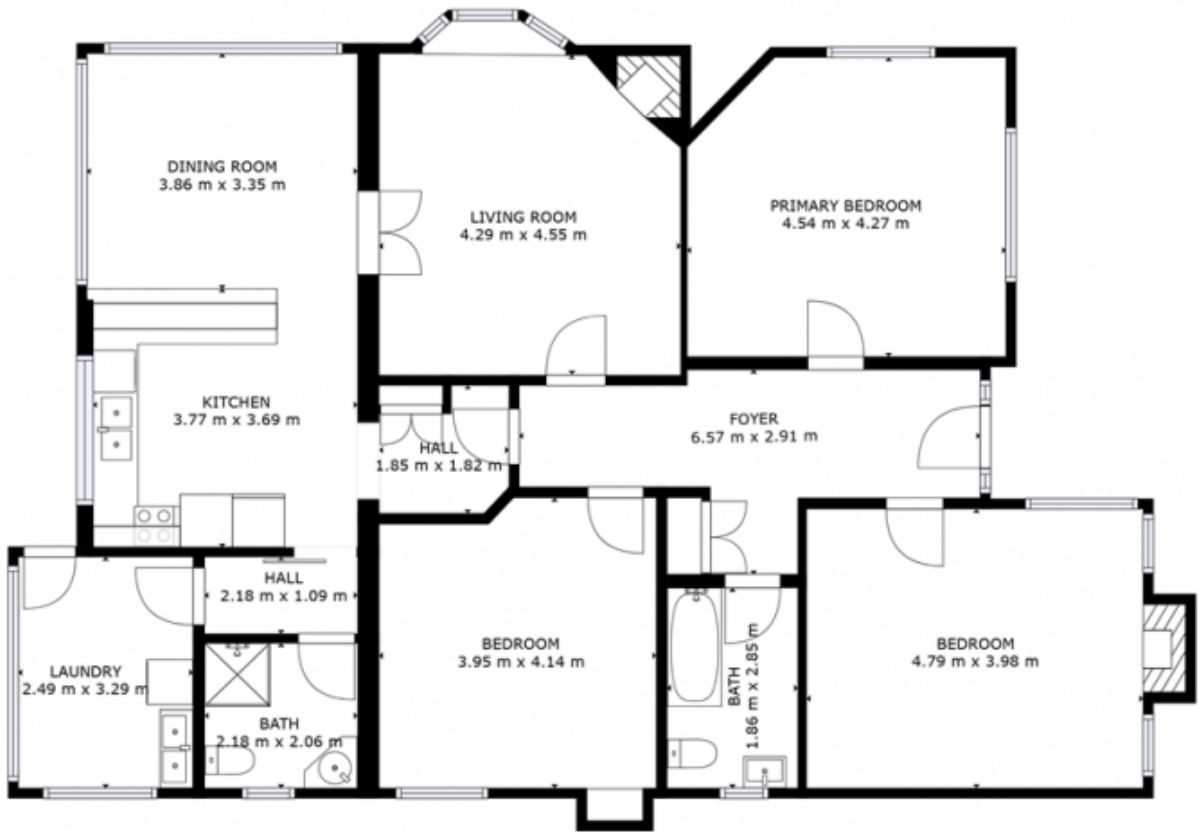 DINING ROOM
3.86 m x 3.35 m
LIVING ROOM
4.29 m x 4.55 m
PRIMARY BEDROOM
4.54 m x 4.27 m
KITCHEN
3.77 m x 3.69 m
HALL
1.85 m x 1.82 m
FOYER
6.57 m x 2.91 m
HALL
2.18 m x 1.09 m
LAUNDRY
2.49 m x 3.29 m
BATH
2.18 m x 2.06 m
BEDROOM
3.95 m x 4.14 m
BATH
1.86 m x 2.85 m
BEDROOM
4.79 m x 3.98 m